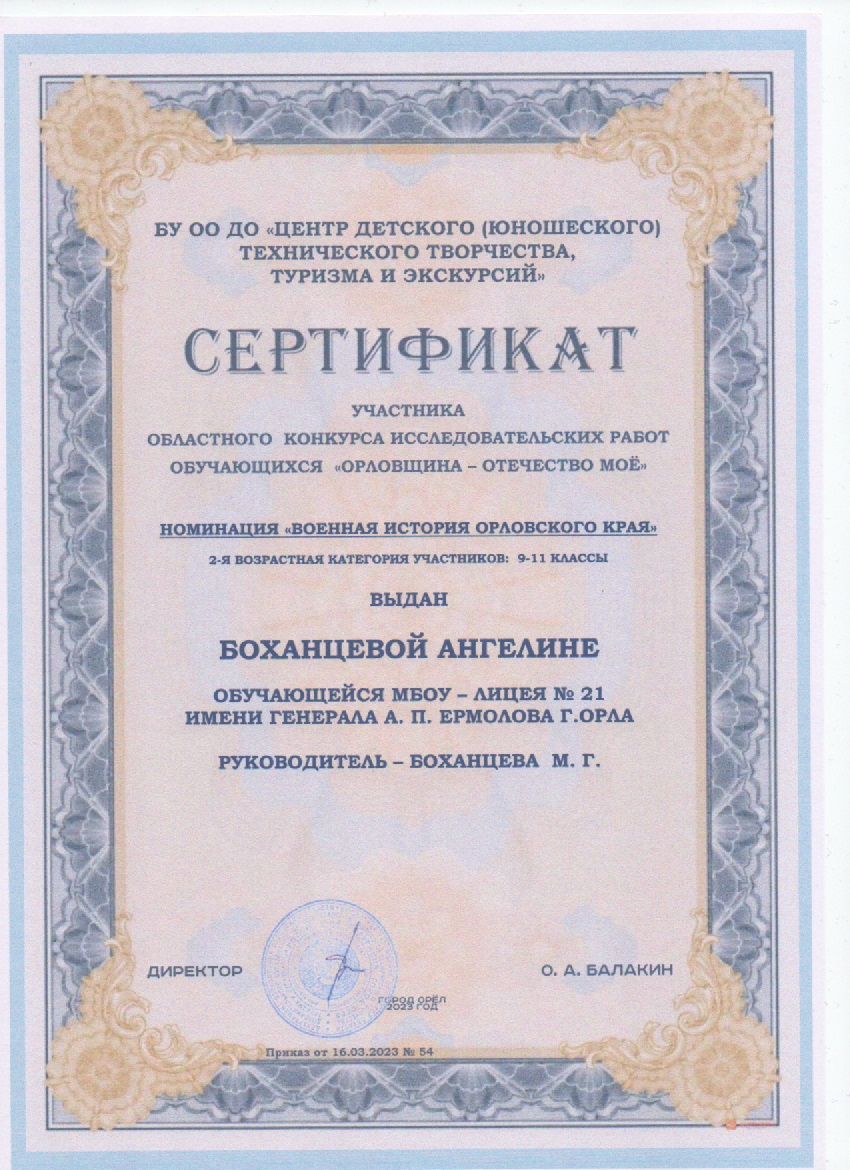 БУ ОО ДО «ЦЕНТР ДЕТСКОГО (ЮНОШЕСКОГО)
ТЕХНИЧЕСКОГО ТВОРЧЕСТВА,
ТУРИЗМА И ЭКСКУРСИЙ»
СЕРТИФИКАТ
УЧАСТНИКА
ОБЛАСТНОГО КОНКУРСА ИССЛЕДОВАТЕЛЬСКИХ РАБОТ
ОБУЧАЮЩИХСЯ «ОРЛОВЩИНА – ОТЕЧЕСТВО МОЁ»
НОМИНАЦИЯ «ВОЕННАЯ ИСТОРИЯ ОРЛОВСКОГО КРАЯ»
2-Я ВОЗРАСТНАЯ КАТЕГОРИЯ УЧАСТНИКОВ: 9-11 КЛАССЫ
ВЫДАН
БОХАНЦЕВОЙ АНГЕЛИНЕ
ОБУЧАЮЩЕЙСЯ МБОУ – ЛИЦЕЯ № 21
ИМЕНИ ГЕНЕРАЛА А. П. ЕРМОЛОВА Г.ОРЛА
РУКОВОДИТЕЛЬ – БОХАНЦЕВА М. Г.
ДИРЕКТОР О. А. БАЛАКИН
ГОРОД ОРЁЛ
2023 ГОД
Приказ от 16.03.2023 № 54